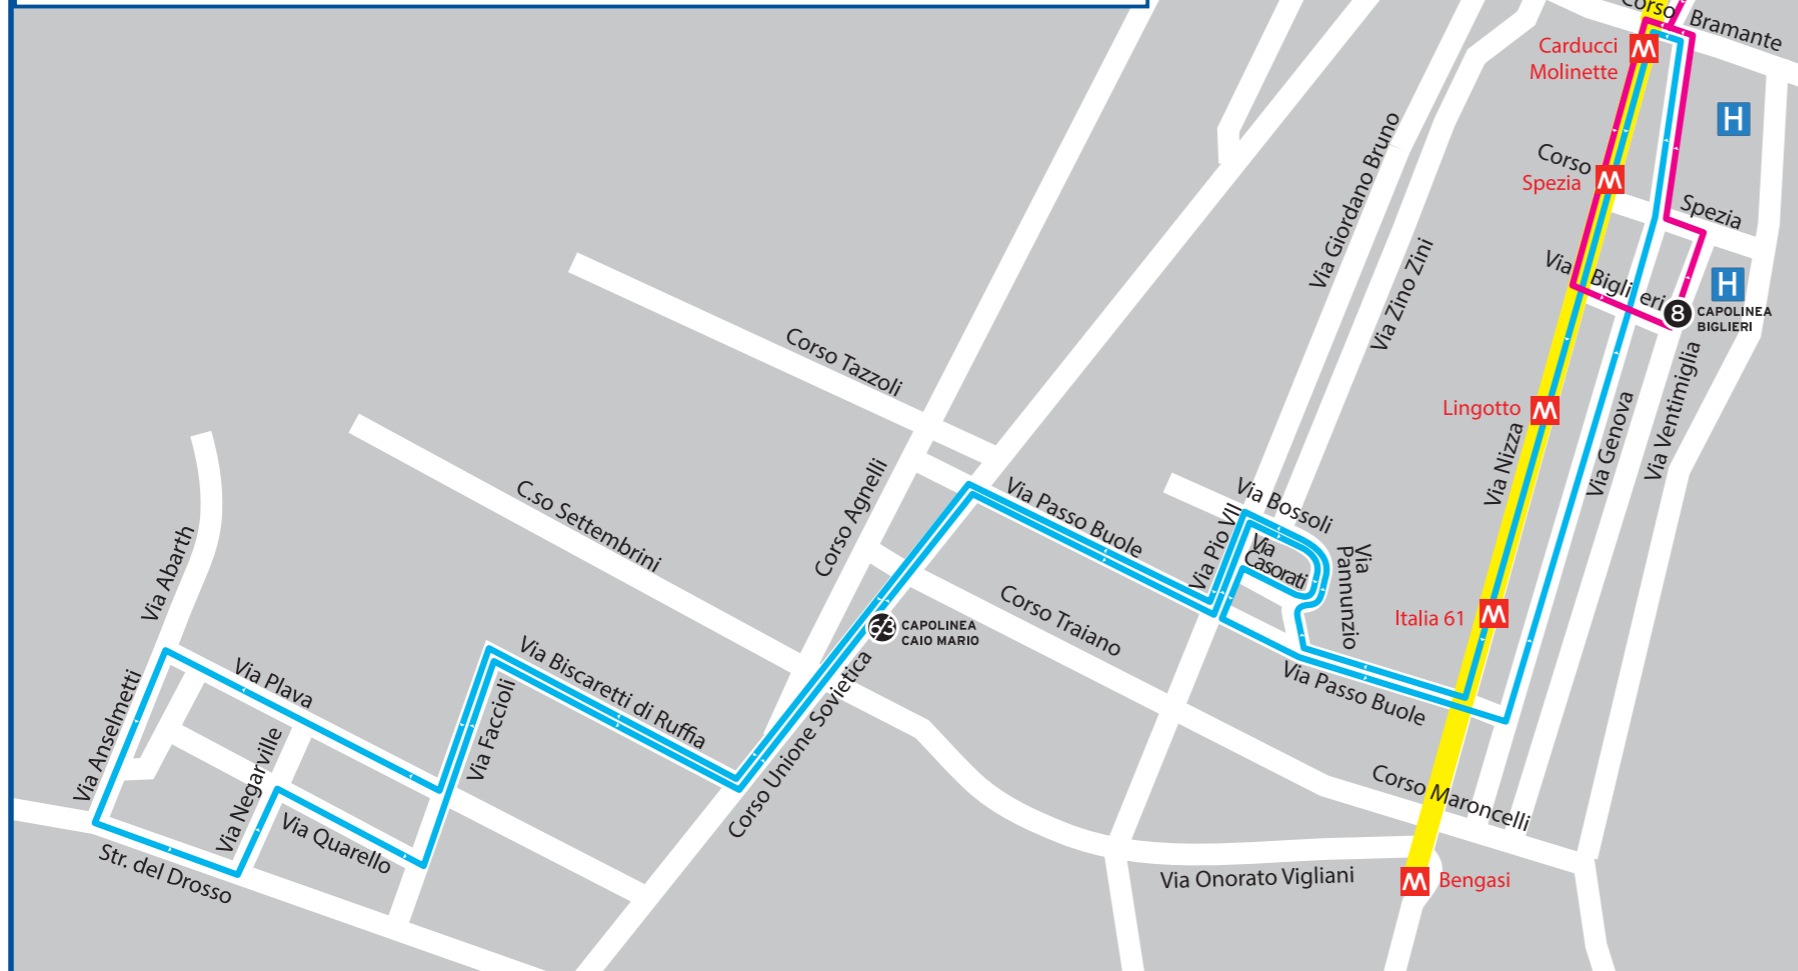 Corso
Bramante
Carducci
Molinette
M
H
Corso
Spezia
M
Spezia
Via Giordano Bruno
Via Zino Zini
Via Biglieri
H
8
CAPOLINEA
BIGLIERI
Corso Tazzoli
Lingotto
M
Via Nizza
Via Genova
Via Ventimiglia
C.so Settembrini
Corso Agnelli
Via Passo Buole
Via Bossoli
Via Pio VII
Via
Casorati
Via
Pannunzio
Via Abarth
Corso Traiano
Italia 61
M
63
CAPOLINEA
CAIO MARIO
Via Plava
Via Biscaretti di Ruffia
Via Passo Buole
Via Anselmetti
Via Faccioli
Corso Unione Sovietica
Via Negarville
Via Quarello
Corso Maroncelli
Str. del Drosso
Via Onorato Vigliani
M
Bengasi